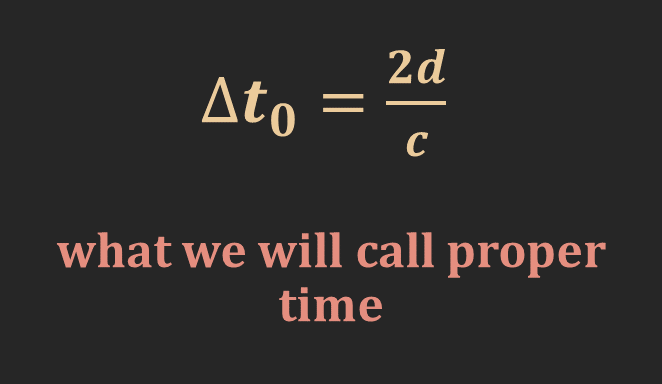 Δt₀ = 2d/c
what we will call proper
time